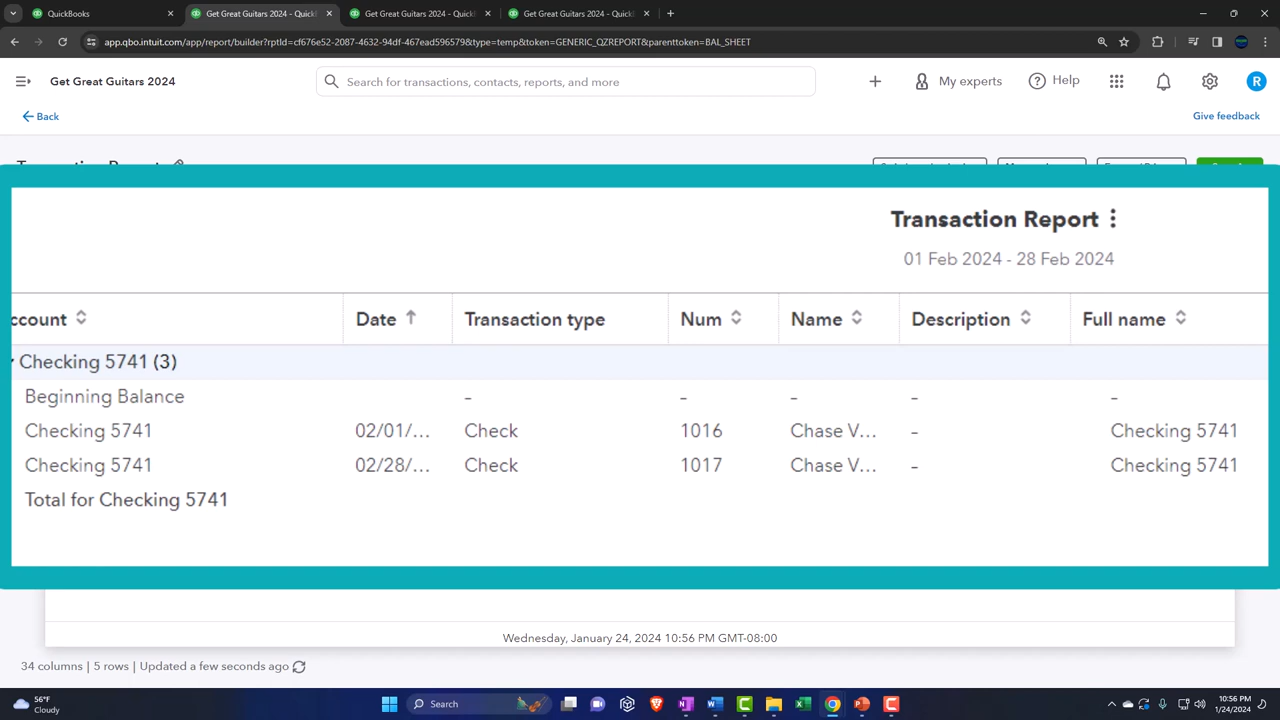 QuickBooks
Get Great Guitars 2024 - QuickB
Get Great Guitars 2024 - QuickB
Get Great Guitars 2024 - QuickB
app.qbo.intuit.com/app/report/builder?rptId=cf676e52-2087-4632-94df-467ead596579&type=temp&token=GENERIC_QZREPORT&parenttoken=BAL_SHEET
Get Great Guitars 2024
Search for transactions, contacts, reports, and more
My experts
Help
R
Back
Give feedback
Transaction Report
Transaction Report
01 Feb 2024 - 28 Feb 2024
ccount Date Transaction type Num Name Description Full name
Checking 5741 (3)
Beginning Balance - - - - -
Checking 5741 02/01/... Check 1016 Chase V... - Checking 5741
Checking 5741 02/28/... Check 1017 Chase V... - Checking 5741
Total for Checking 5741
Wednesday, January 24, 2024 10:56 PM GMT-08:00
34 columns | 5 rows | Updated a few seconds ago
56°F
Cloudy
Search
10:56 PM
1/24/2024